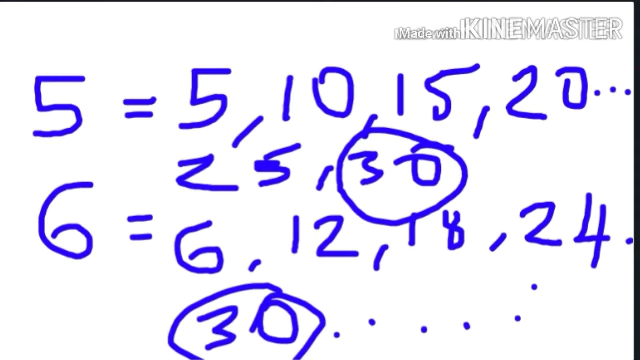 Made with KINEMASTER
5 = 5, 10, 15, 20...
25, 30
6 = 6, 12, 18, 24.
30.......